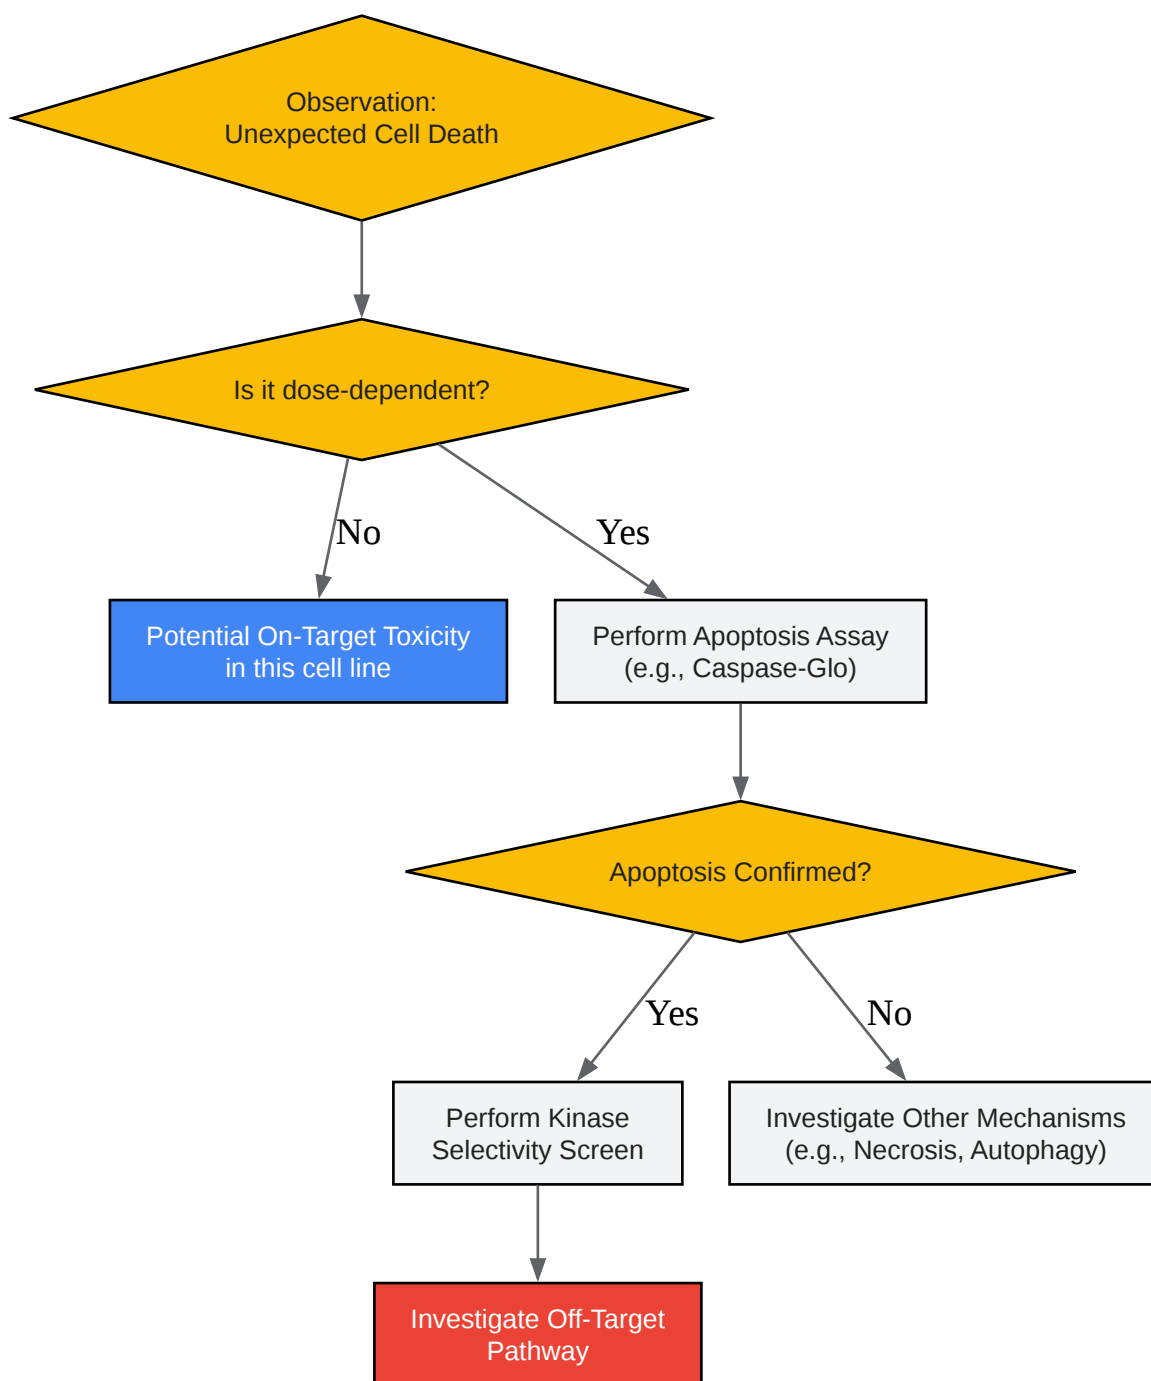 Observation:
Unexpected Cell Death
Is it dose-dependent?
No
Yes
Potential On-Target Toxicity
in this cell line
Perform Apoptosis Assay
(e.g., Caspase-Glo)
Apoptosis Confirmed?
Yes
No
Perform Kinase
Selectivity Screen
Investigate Other Mechanisms
(e.g., Necrosis, Autophagy)
Investigate Off-Target
Pathway